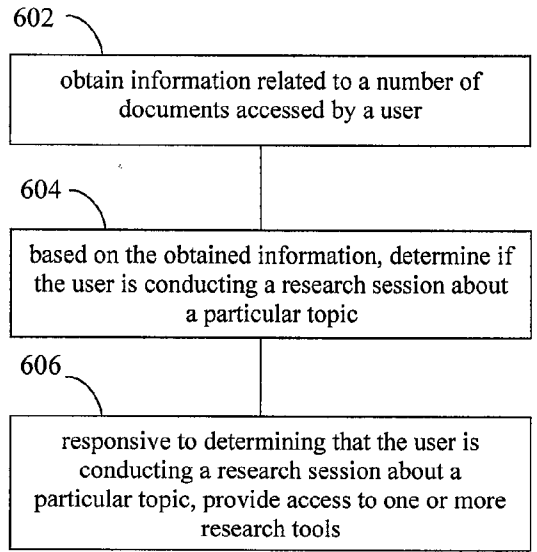 602
obtain information related to a number of
documents accessed by a user
604
based on the obtained information, determine if
the user is conducting a research session about
a particular topic
606
responsive to determining that the user is
conducting a research session about a
particular topic, provide access to one or more
research tools